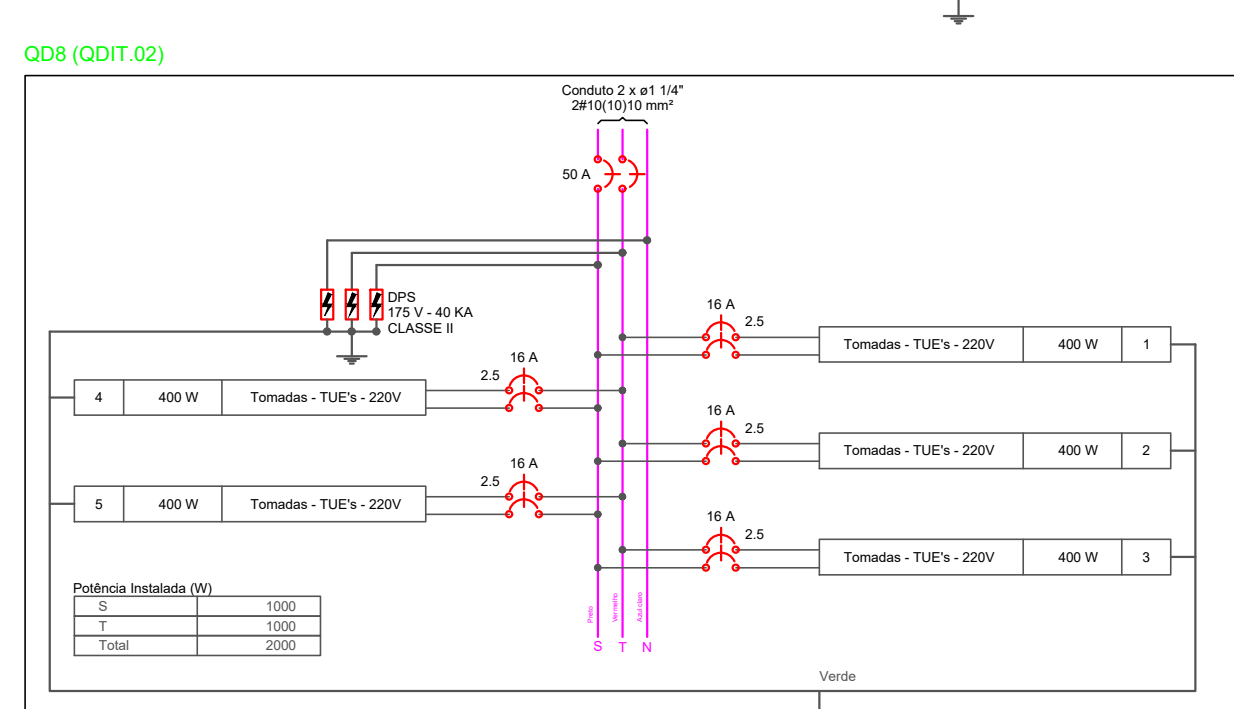 QD8 (QDIT.02)
Conduto 2 x ø1 1/4"
2#10(10)10 mm²
50 A
DPS
175 V - 40 KA
CLASSE II
16 A
2.5
Tomadas - TUE's - 220V 400 W 1
16 A
2.5
4 400 W Tomadas - TUE's - 220V
16 A
2.5
Tomadas - TUE's - 220V 400 W 2
16 A
2.5
5 400 W Tomadas - TUE's - 220V
16 A
2.5
Tomadas - TUE's - 220V 400 W 3
Potência Instalada (W)
S 1000
T 1000
Total 2000
Preto
Vermelho
Azul claro
S T N
Verde